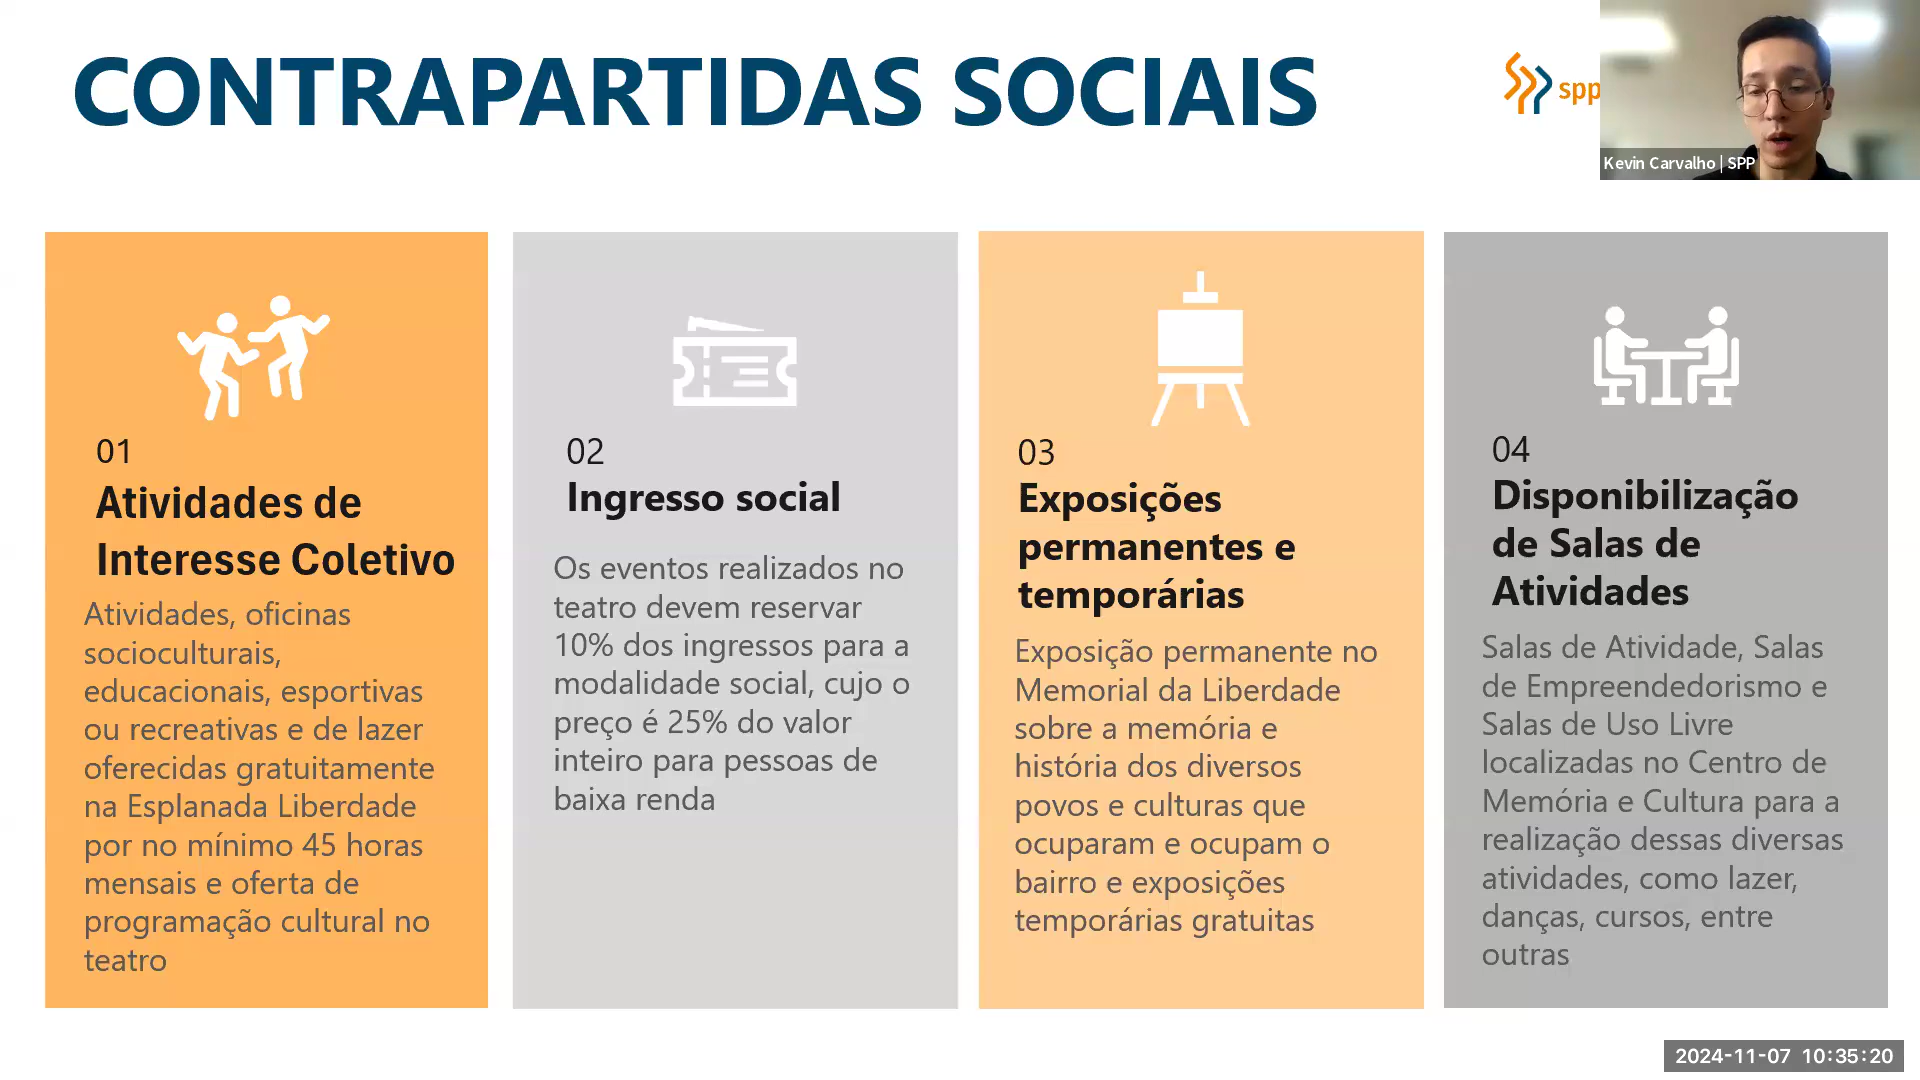 CONTRAPARTIDAS SOCIAIS
spp
Kevin Carvalho | SPP
01
Atividades de
Interesse Coletivo
Atividades, oficinas
socioculturais,
educacionais, esportivas
ou recreativas e de lazer
oferecidas gratuitamente
na Esplanada Liberdade
por no mínimo 45 horas
mensais e oferta de
programação cultural no
teatro
02
Ingresso social
Os eventos realizados no
teatro devem reservar
10% dos ingressos para a
modalidade social, cujo o
preço é 25% do valor
inteiro para pessoas de
baixa renda
03
Exposições
permanentes e
temporárias
Exposição permanente no
Memorial da Liberdade
sobre a memória e
história dos diversos
povos e culturas que
ocuparam e ocupam o
bairro e exposições
temporárias gratuitas
04
Disponibilização
de Salas de
Atividades
Salas de Atividade, Salas
de Empreendedorismo e
Salas de Uso Livre
localizadas no Centro de
Memória e Cultura para a
realização dessas diversas
atividades, como lazer,
danças, cursos, entre
outras
2024-11-07 10:35:20